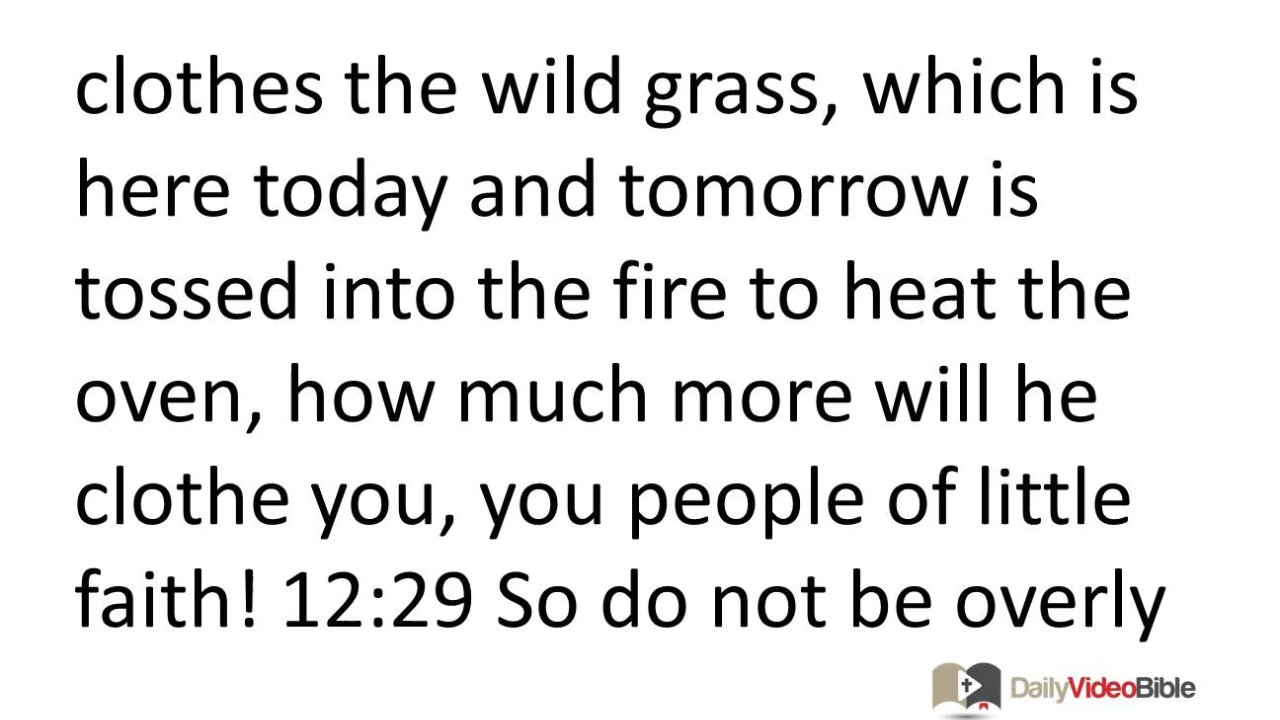 clothes the wild grass, which is
here today and tomorrow is
tossed into the fire to heat the
oven, how much more will he
clothe you, you people of little
faith! 12:29 So do not be overly
DailyVideoBible